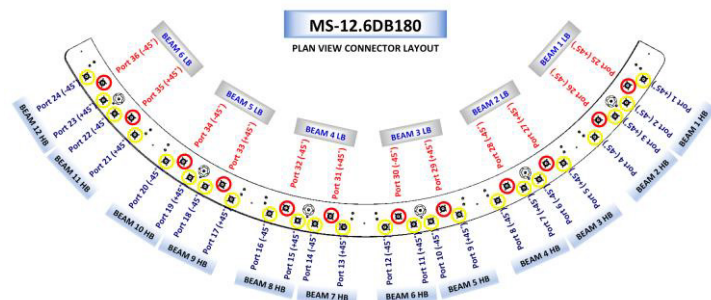 MS-12.6DB180
PLAN VIEW CONNECTOR LAYOUT
BEAM 6 LB
BEAM 5 LB
BEAM 4 LB
BEAM 3 LB
BEAM 2 LB
BEAM 1 LB
Port 36 (-45°)
Port 35 (+45°)
Port 34 (-45°)
Port 33 (+45°)
Port 32 (-45°)
Port 31 (+45°)
Port 30 (-45°)
Port 29 (+45°)
Port 28 (-45°)
Port 27 (+45°)
Port 26 (-45°)
Port 25 (+45°)
Port 24 (-45°)
Port 23 (+45°)
Port 22 (-45°)
Port 21 (+45°)
Port 20 (-45°)
Port 19 (+45°)
Port 18 (-45°)
Port 17 (+45°)
Port 16 (-45°)
Port 15 (+45°)
Port 14 (-45°)
Port 13 (+45°)
Port 12 (-45°)
Port 11 (+45°)
Port 10 (-45°)
Port 9 (+45°)
Port 8 (-45°)
Port 7 (+45°)
Port 6 (-45°)
Port 5 (+45°)
Port 4 (-45°)
Port 3 (+45°)
Port 2 (-45°)
Port 1 (+45°)
BEAM 12 HB
BEAM 11 HB
BEAM 10 HB
BEAM 9 HB
BEAM 8 HB
BEAM 7 HB
BEAM 6 HB
BEAM 5 HB
BEAM 4 HB
BEAM 3 HB
BEAM 2 HB
BEAM 1 HB